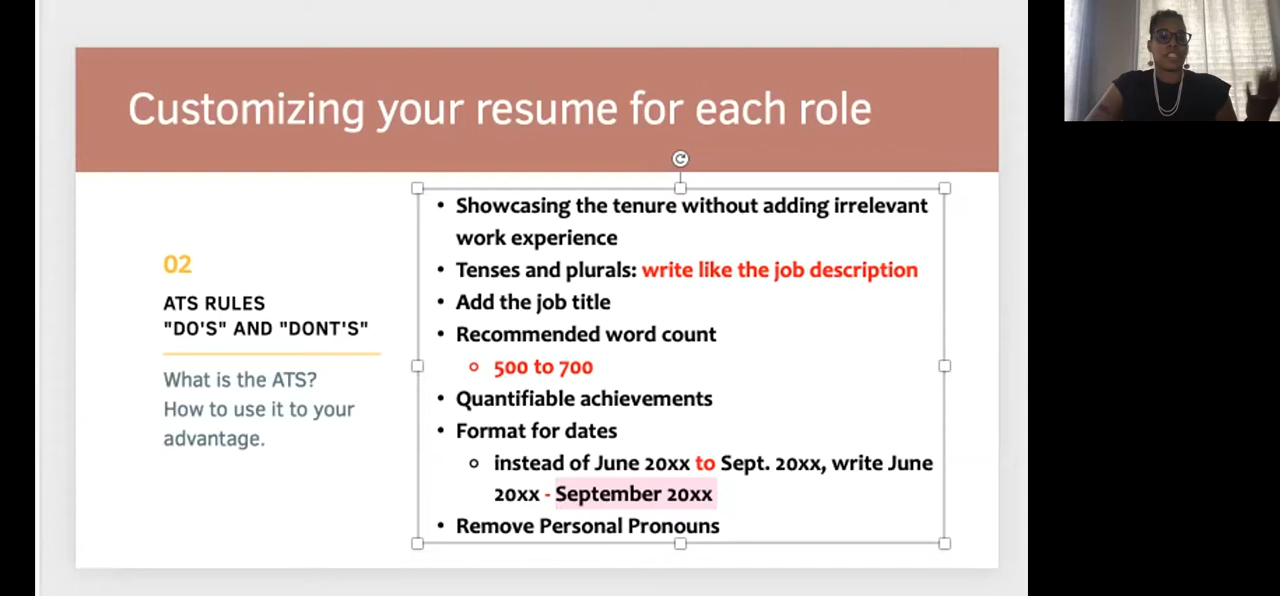 Customizing your resume for each role
02
ATS RULES
"DO'S" AND "DONT'S"
What is the ATS?
How to use it to your
advantage.
• Showcasing the tenure without adding irrelevant
work experience
• Tenses and plurals: write like the job description
• Add the job title
• Recommended word count
○ 500 to 700
• Quantifiable achievements
• Format for dates
○ instead of June 20xx to Sept. 20xx, write June
20xx - September 20xx
• Remove Personal Pronouns